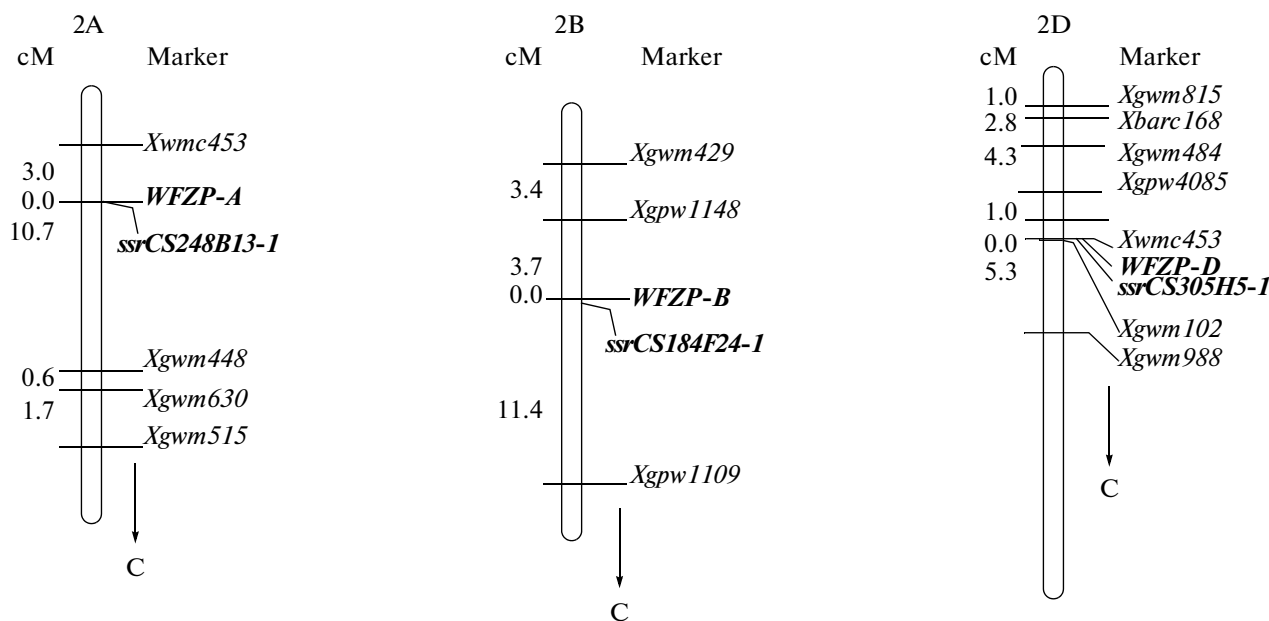 2A
cM Marker
Xwmc453
3.0
0.0 WFZP-A
10.7
ssrCS248B13-1
Xgwm448
0.6
Xgwm630
1.7
Xgwm515
C
2B
cM Marker
Xgwm429
3.4
Xgpw1148
3.7
0.0 WFZP-B
ssrCS184F24-1
11.4
Xgpw1109
C
2D
cM Marker
1.0 Xgwm815
2.8 Xbarc168
4.3 Xgwm484
Xgpw4085
1.0
0.0 Xwmc453
WFZP-D
5.3 ssrCS305H5-1
Xgwm102
Xgwm988
C